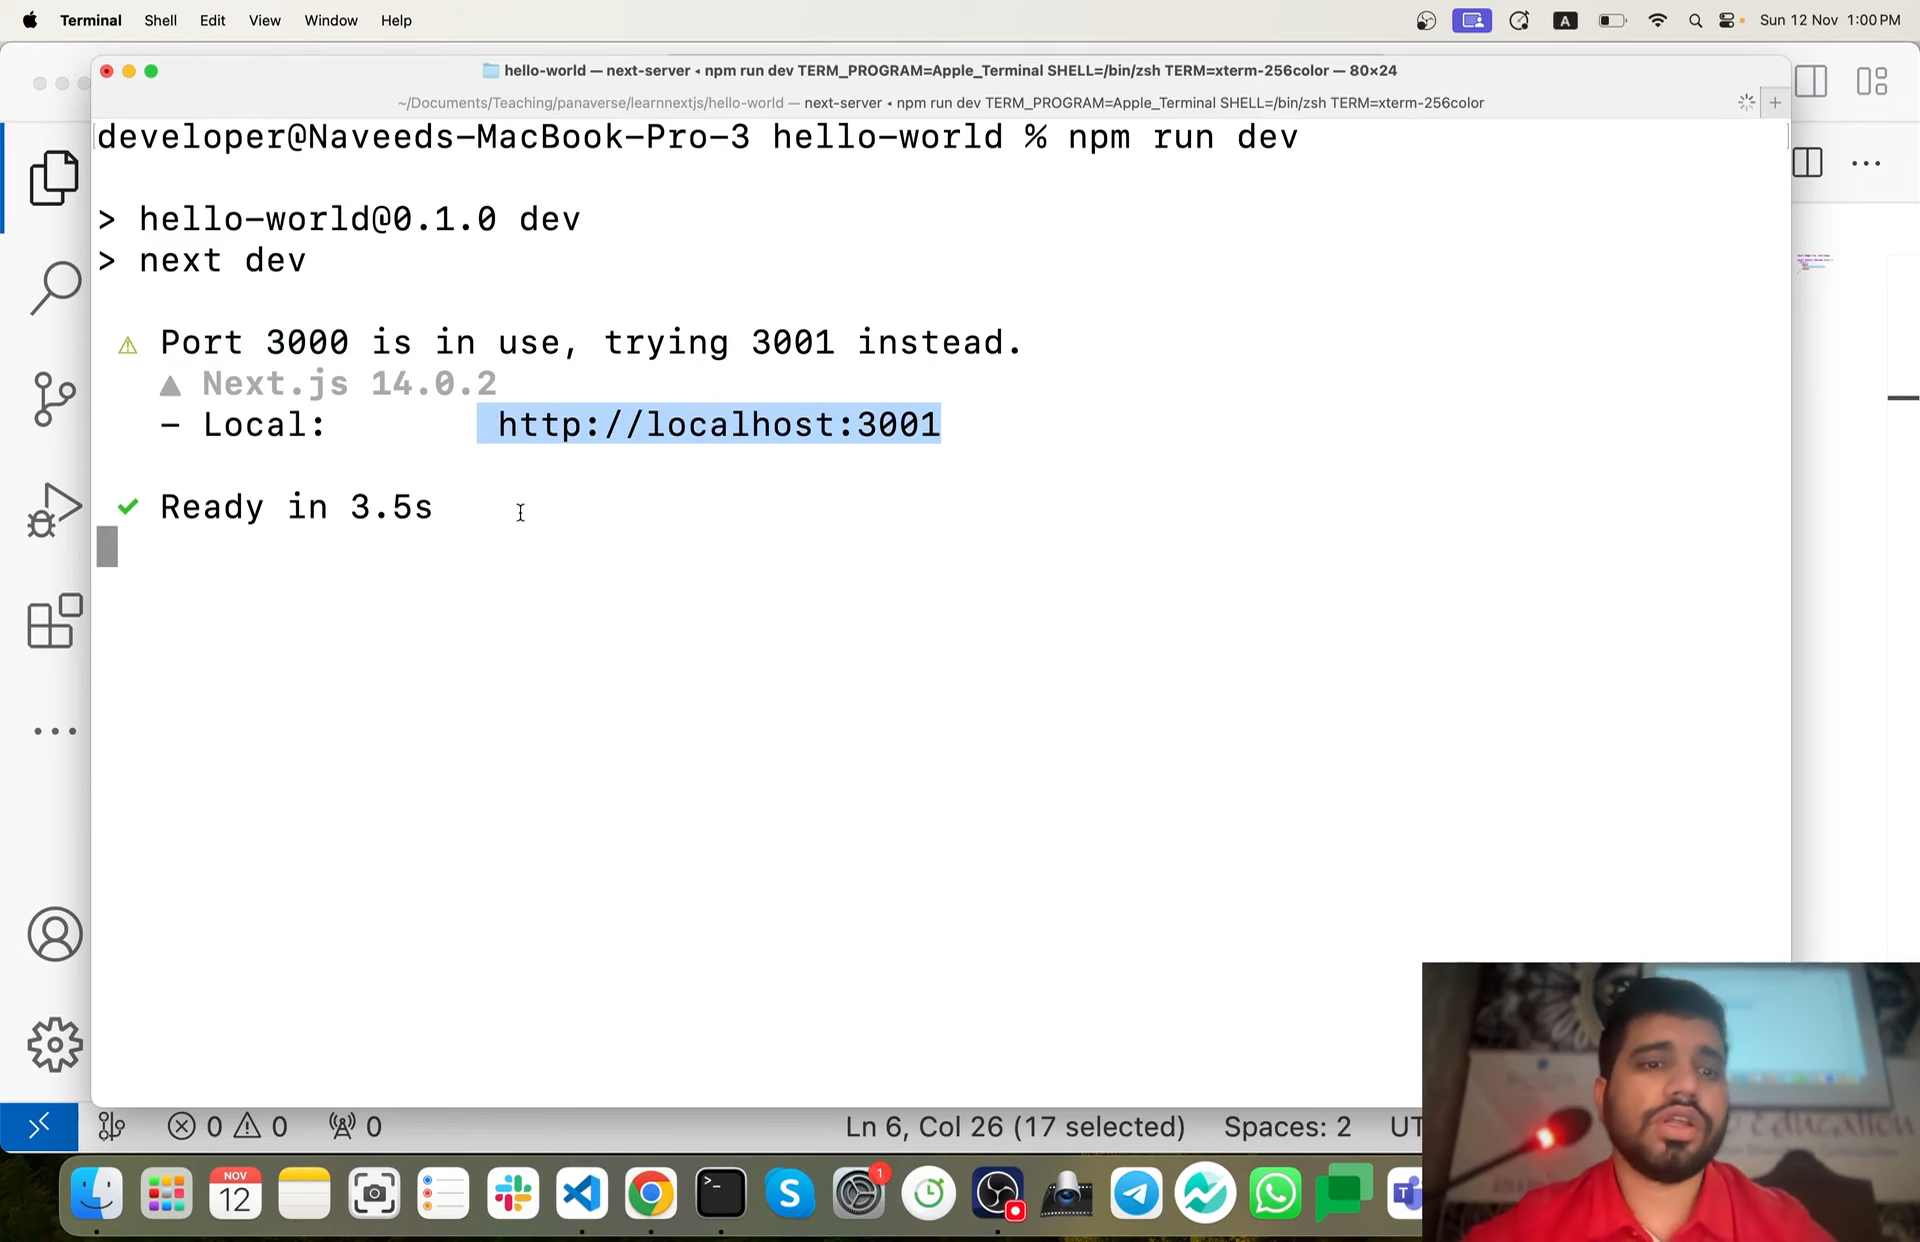 Terminal Shell Edit View Window Help
A
Sun 12 Nov 1:00 PM
hello-world — next-server ◂ npm run dev TERM_PROGRAM=Apple_Terminal SHELL=/bin/zsh TERM=xterm-256color — 80×24
~/Documents/Teaching/panaverse/learnnextjs/hello-world — next-server ◂ npm run dev TERM_PROGRAM=Apple_Terminal SHELL=/bin/zsh TERM=xterm-256color
developer@Naveeds-MacBook-Pro-3 hello-world % npm run dev
> hello-world@0.1.0 dev
> next dev
⚠ Port 3000 is in use, trying 3001 instead.
▲ Next.js 14.0.2
- Local: http://localhost:3001
✓ Ready in 3.5s
0 0 0 Ln 6, Col 26 (17 selected) Spaces: 2
NOV
12
1